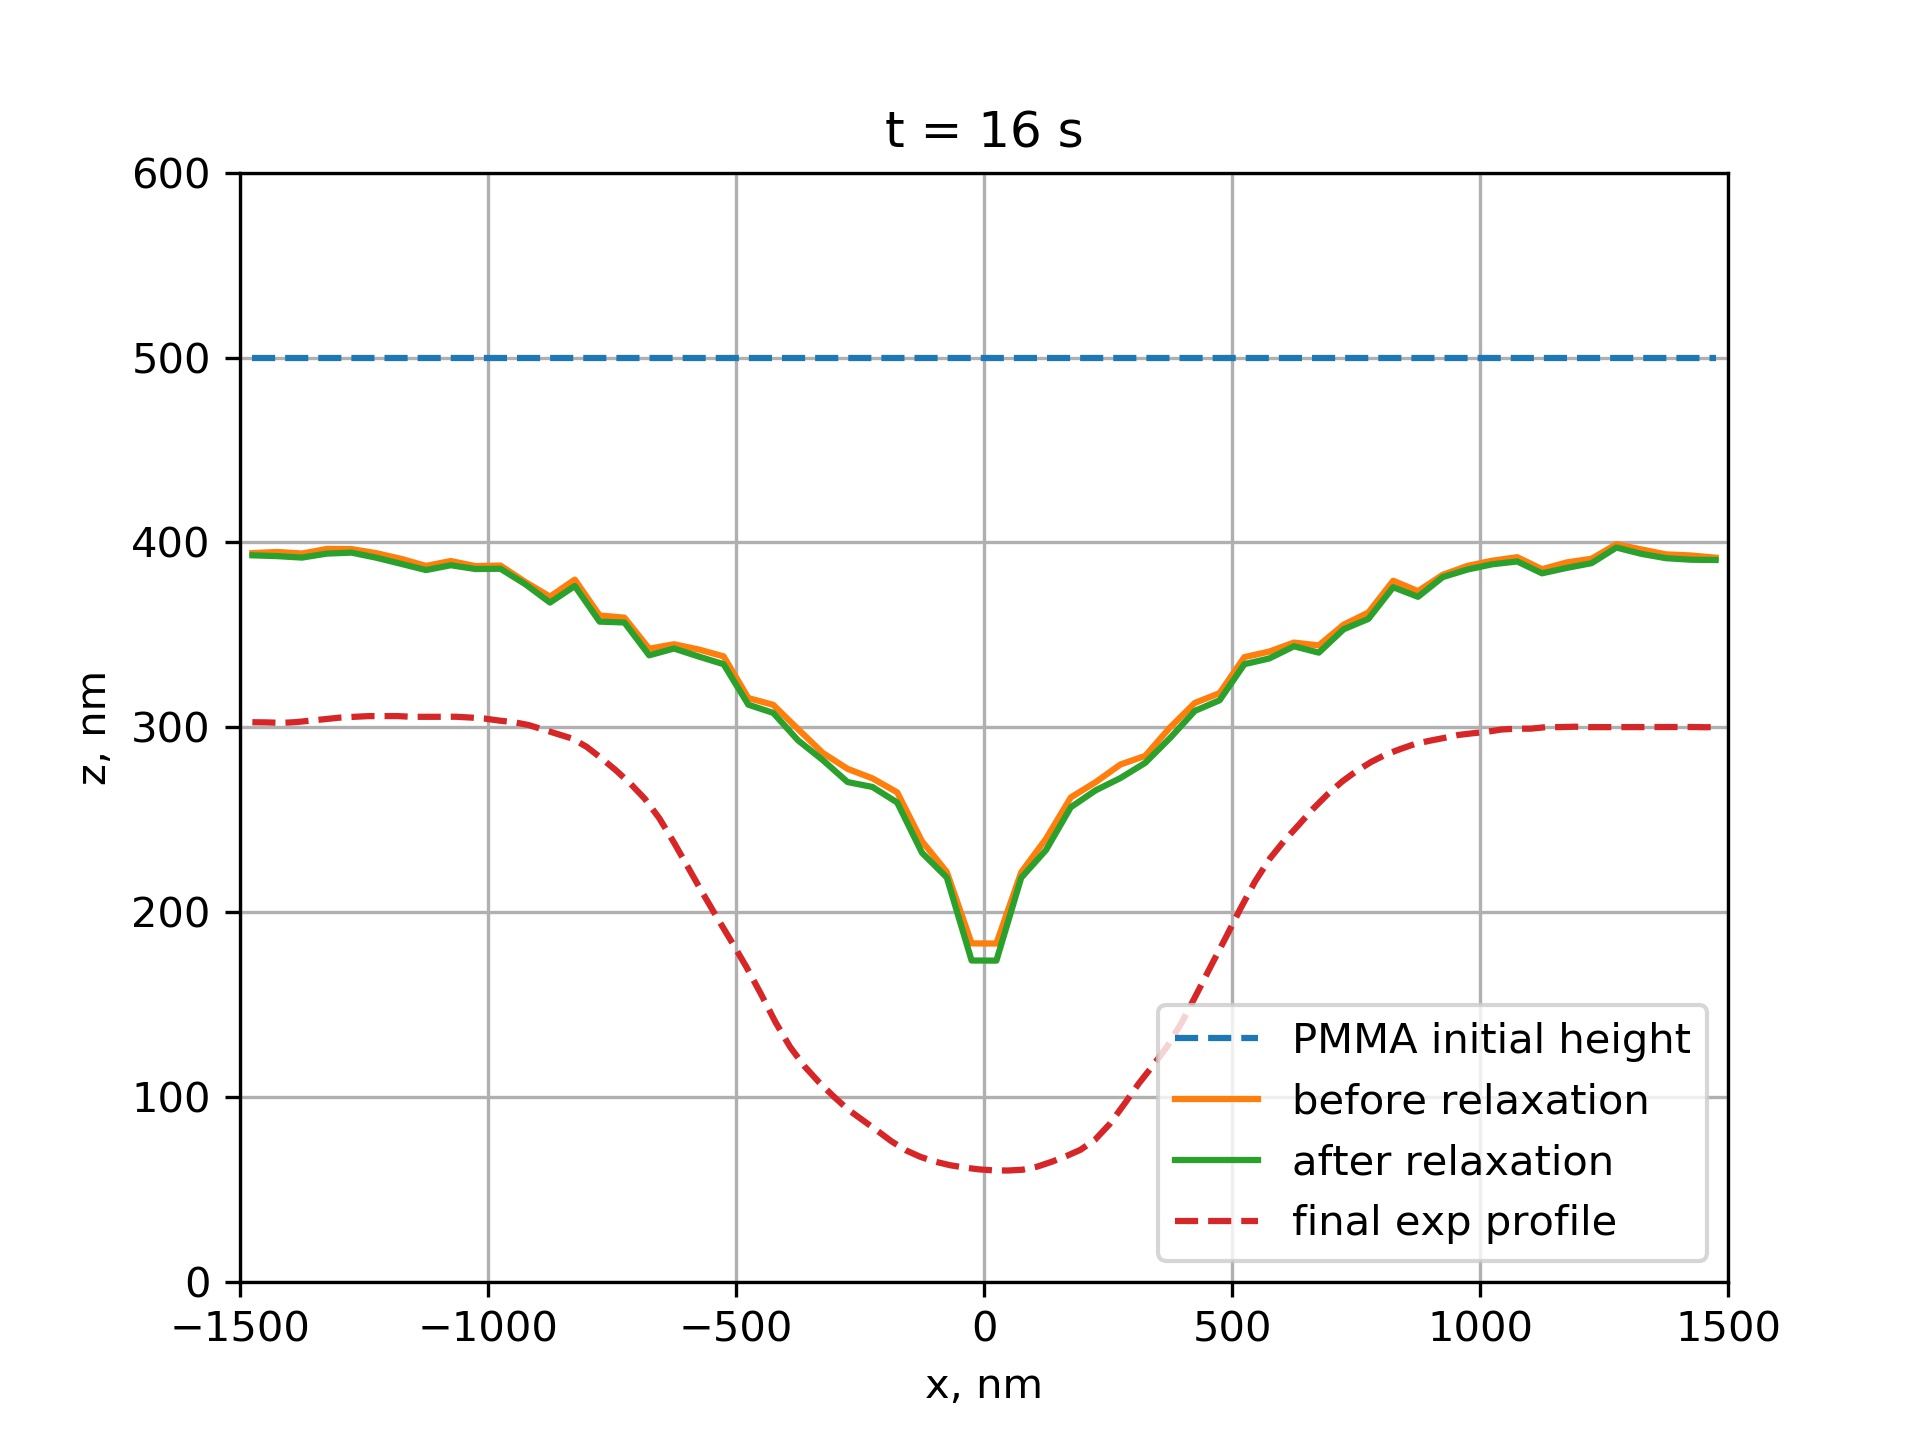 t = 16 s
600
500
400
300
200
100
0
z, nm
−1500 −1000 −500 0 500 1000 1500
x, nm
PMMA initial height
before relaxation
after relaxation
final exp profile